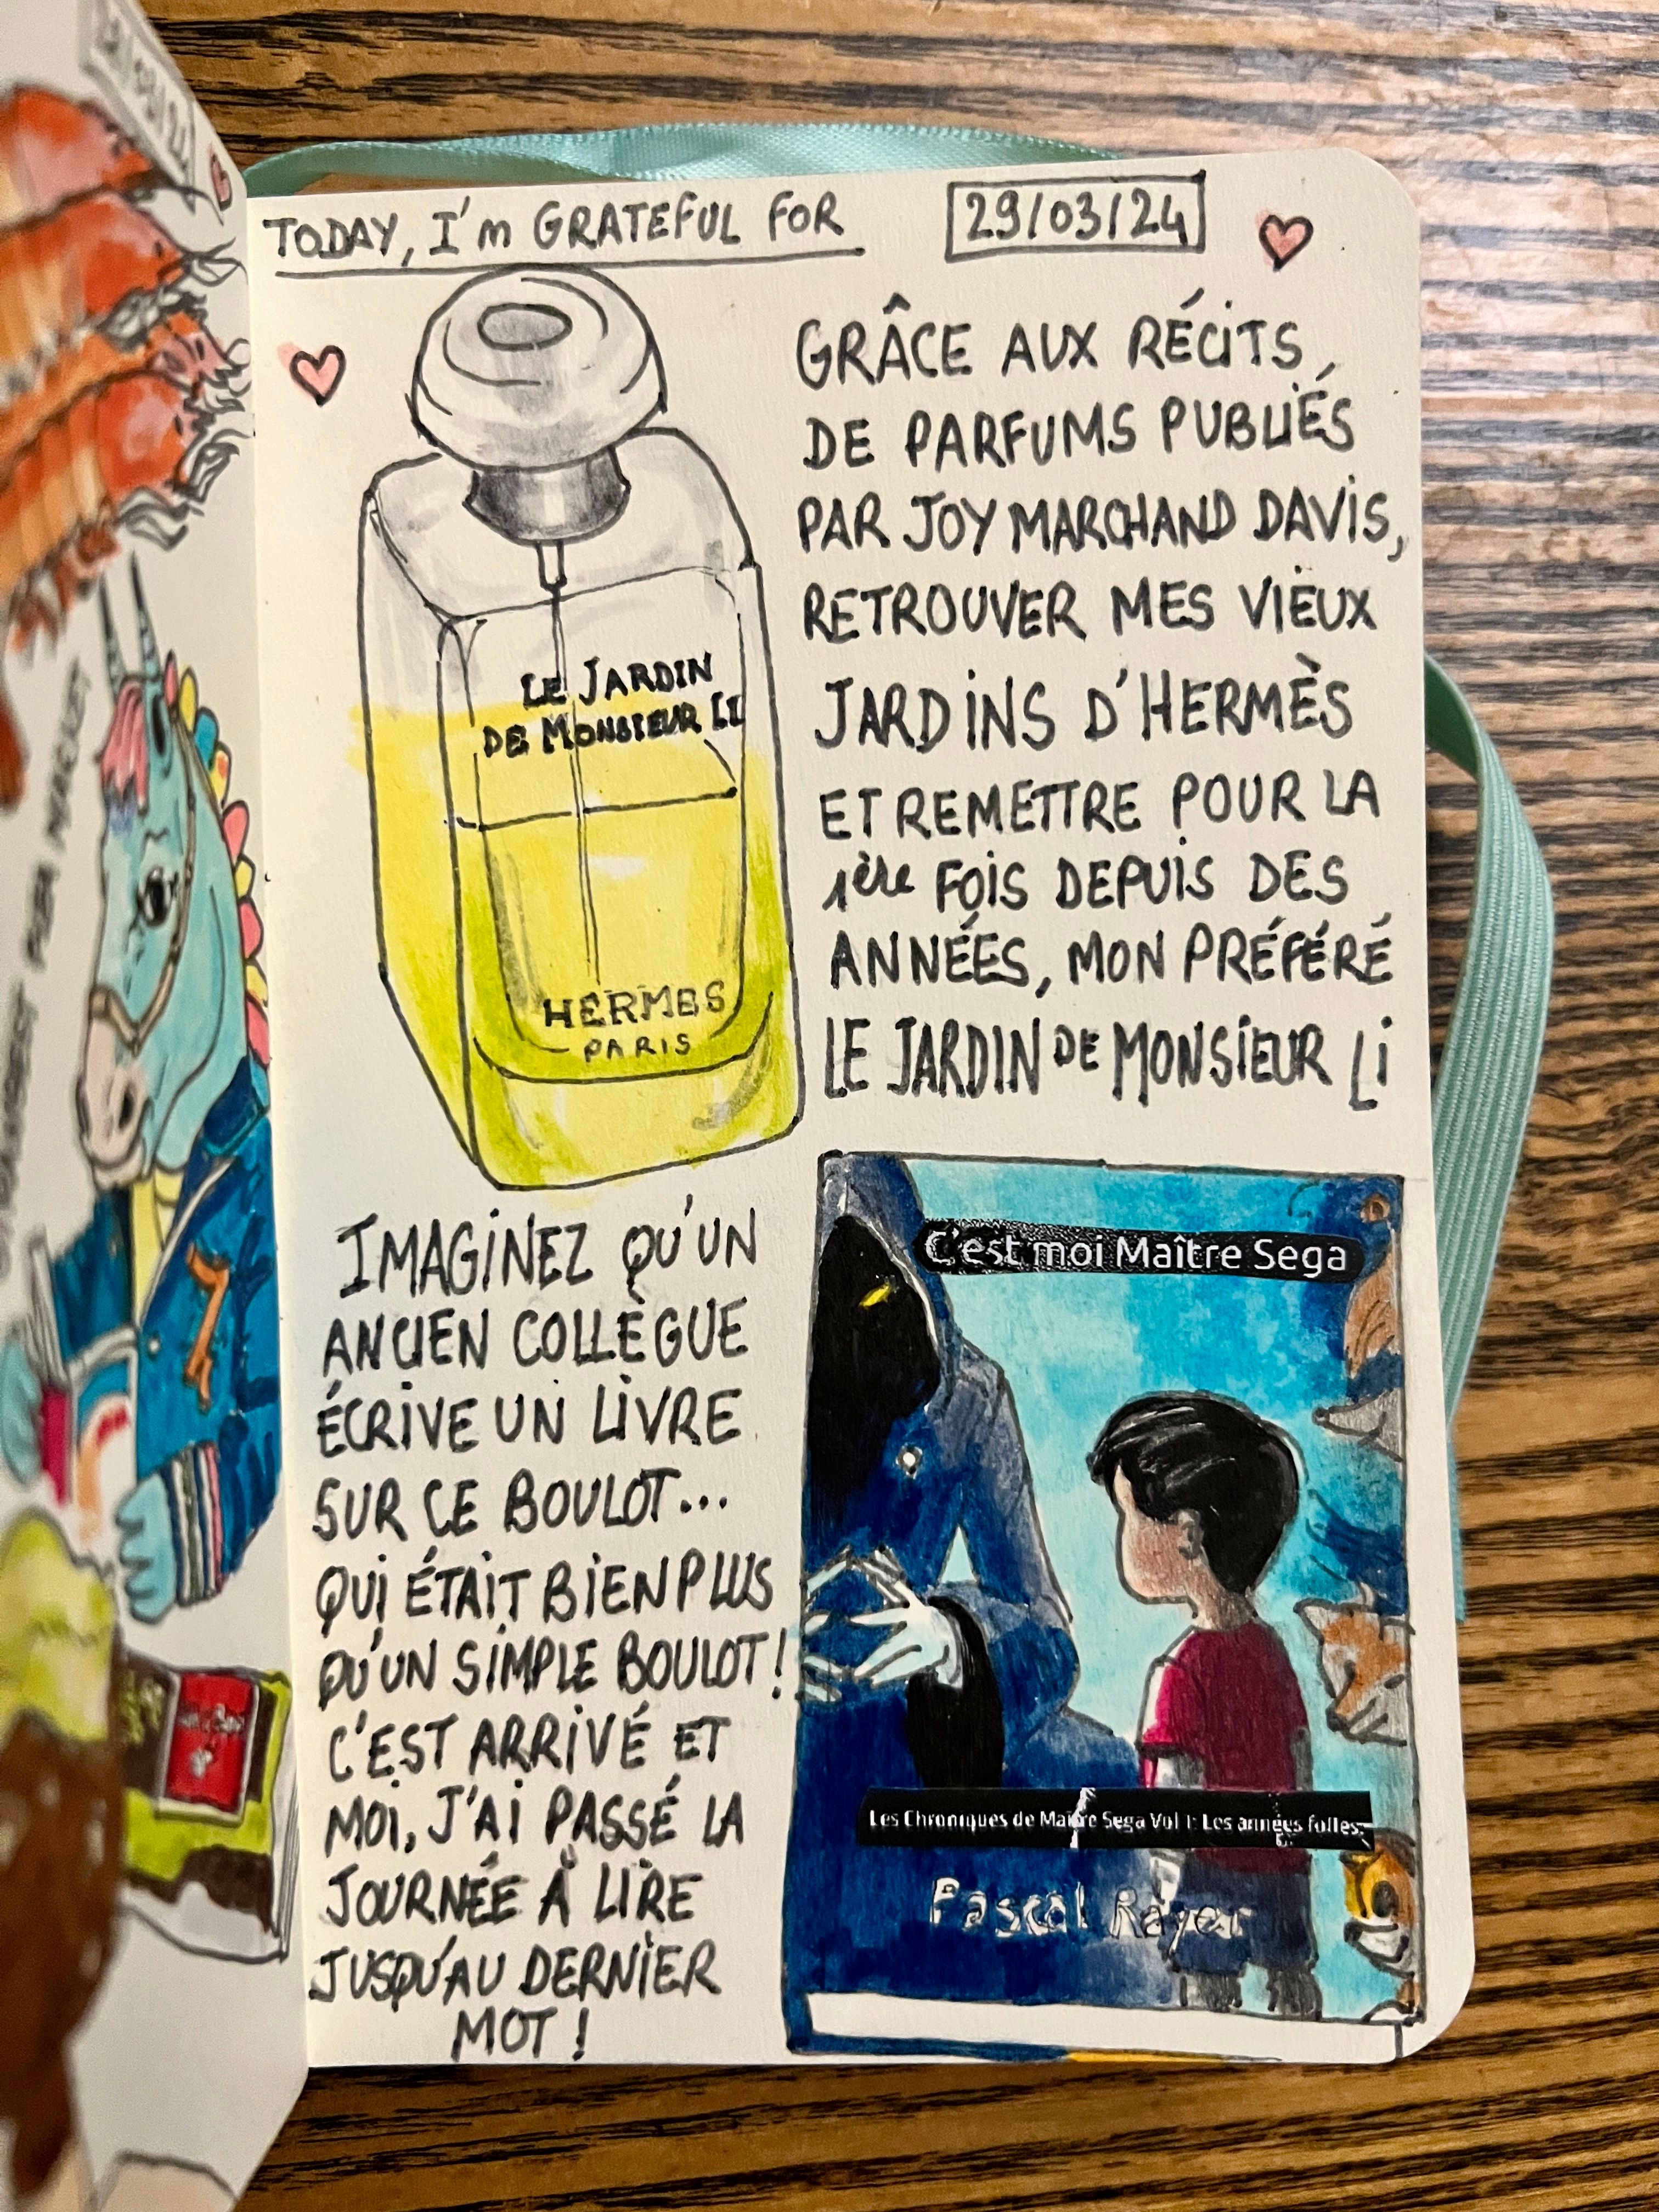 TODAY, I'm GRATEFUL FOR
29/03/24
LE JARDIN
DE MONSIEUR LI
HERMES
PARIS
GRÂCE AUX RÉCITS
DE PARFUMS PUBLIÉS
PAR JOY MARCHAND DAVIS,
RETROUVER MES VIEUX
JARDINS D'HERMÈS
ET REMETTRE POUR LA
1ère FOIS DEPUIS DES
ANNÉES, MON PRÉFÉRÉ
LE JARDIN DE MONSIEUR Li
IMAGINEZ QU'UN
ANCIEN COLLÈGUE
ÉCRIVE UN LIVRE
SUR CE BOULOT...
QUI ÉTAIT BIEN PLUS
QU'UN SIMPLE BOULOT!
C'EST ARRIVÉ ET
MOI, J'AI PASSÉ LA
JOURNÉE À LIRE
JUSQU'AU DERNIER
MOT !
C'est moi Maître Sega
Les Chroniques de Maître Sega Vol 1: Les années folles.
Pascal Rayer